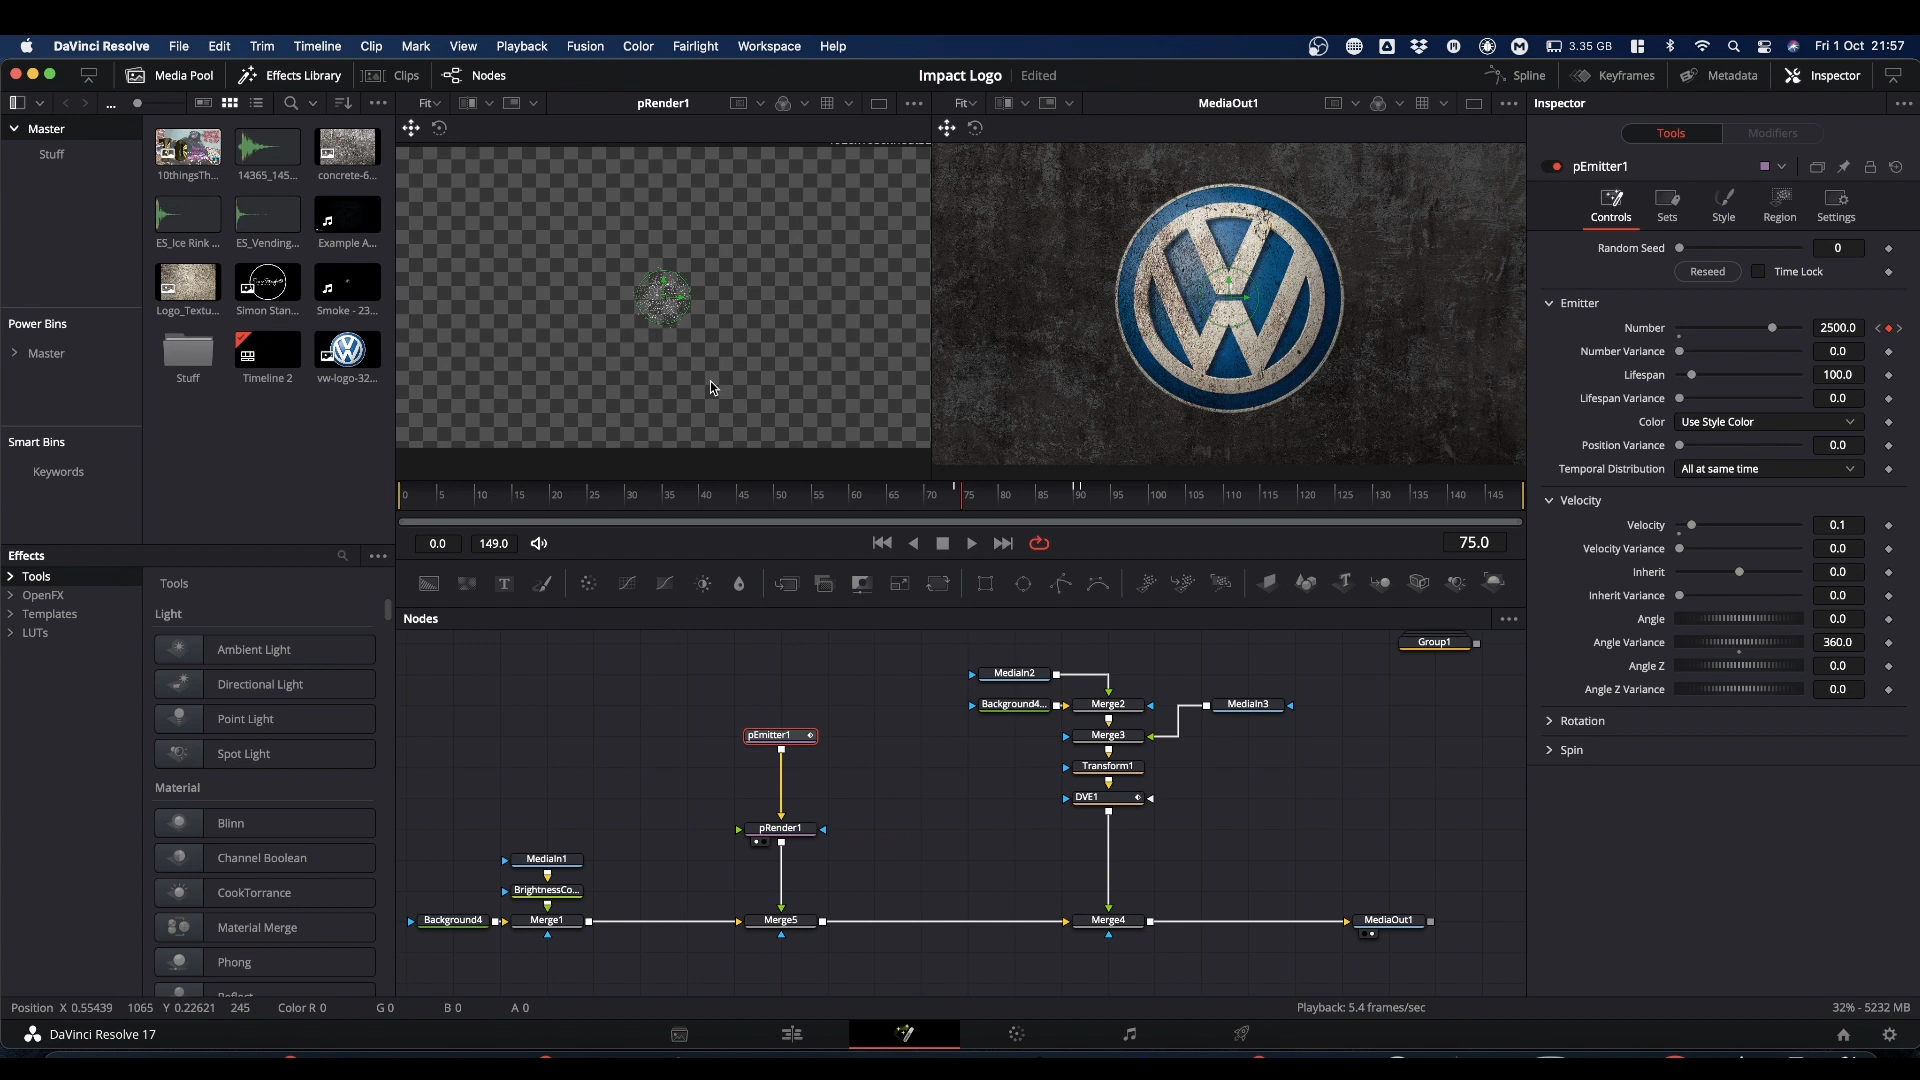 DaVinci Resolve File Edit Trim Timeline Clip Mark View Playback Fusion Color Fairlight Workspace Help 3.35 GB Fri 1 Oct 21:57
Media Pool Effects Library Clips Nodes Impact Logo Edited Spline Keyframes Metadata Inspector
Fit pRender1 Fit MediaOut1 Inspector
Master
Stuff
10thingsTh... 14365_145... concrete-6...
ES_Ice Rink ... ES_Vending... Example A...
Logo_Textu... Simon Stan... Smoke - 23...
Stuff Timeline 2 vw-logo-32...
Power Bins
Master
Smart Bins
Keywords
Tools Modifiers
pEmitter1
Controls Sets Style Region Settings
Random Seed 0
Reseed Time Lock
Emitter
Number 2500.0
Number Variance 0.0
Lifespan 100.0
Lifespan Variance 0.0
Color Use Style Color
Position Variance 0.0
Temporal Distribution All at same time
Velocity
Velocity 0.1
Velocity Variance 0.0
Inherit 0.0
Inherit Variance 0.0
Angle 0.0
Angle Variance 360.0
Angle Z 0.0
Angle Z Variance 0.0
Rotation
Spin
0 5 10 15 20 25 30 35 40 45 50 55 60 65 70 75 80 85 90 95 100 105 110 115 120 125 130 135 140 145
0.0 149.0 75.0
Effects
Tools
OpenFX
Templates
LUTs
Tools
Light
Ambient Light
Directional Light
Point Light
Spot Light
Material
Blinn
Channel Boolean
CookTorrance
Material Merge
Phong
Nodes
Group1
MediaIn2
Background4... Merge2 MediaIn3
pEmitter1 Merge3
Transform1
DVE1
pRender1
MediaIn1
BrightnessCo...
Background4 Merge1 Merge5 Merge4 MediaOut1
Position X 0.55439 1065 Y 0.22621 245 Color R 0 G 0 B 0 A 0 Playback: 5.4 frames/sec 32% - 5232 MB
DaVinci Resolve 17